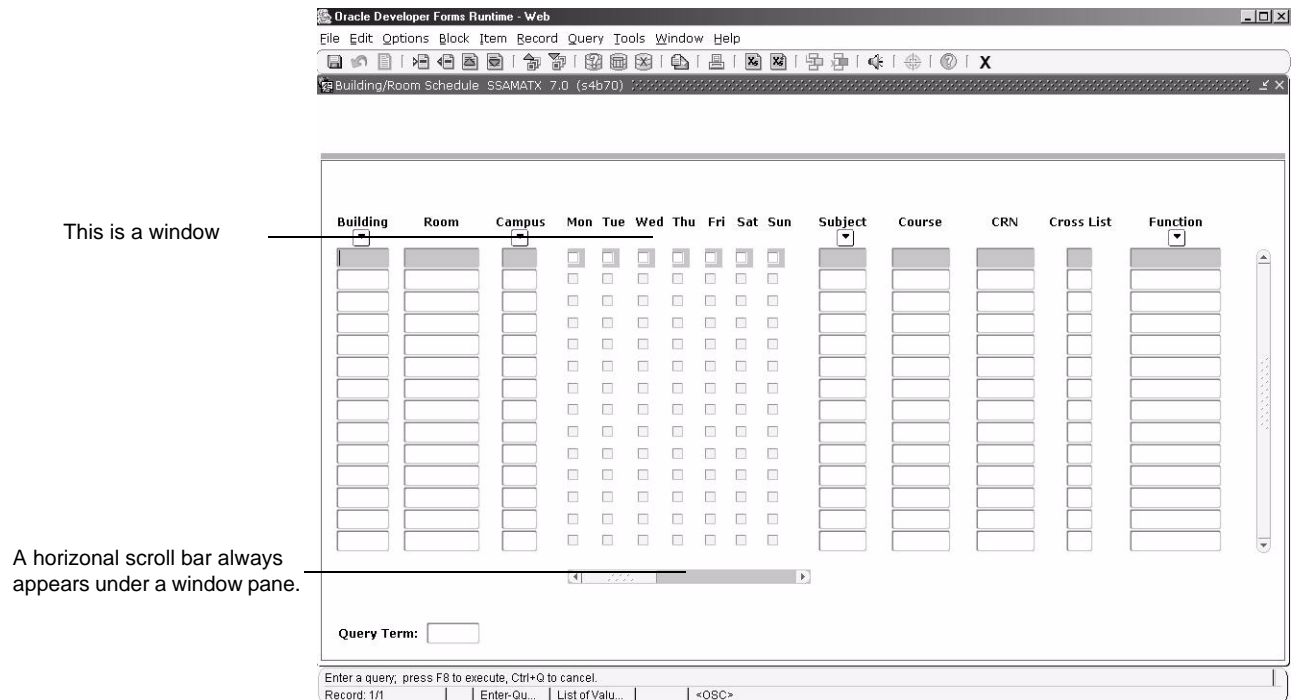 Oracle Developer Forms Runtime - Web
File Edit Options Block Item Record Query Tools Window Help
Building/Room Schedule SSAMATX 7.0 (s4b70)
This is a window
Building Room Campus Mon Tue Wed Thu Fri Sat Sun Subject Course CRN Cross List Function
A horizonal scroll bar always
appears under a window pane.
Query Term:
Enter a query; press F8 to execute, Ctrl+Q to cancel.
Record: 1/1 Enter-Qu... List of Valu... <OSC>